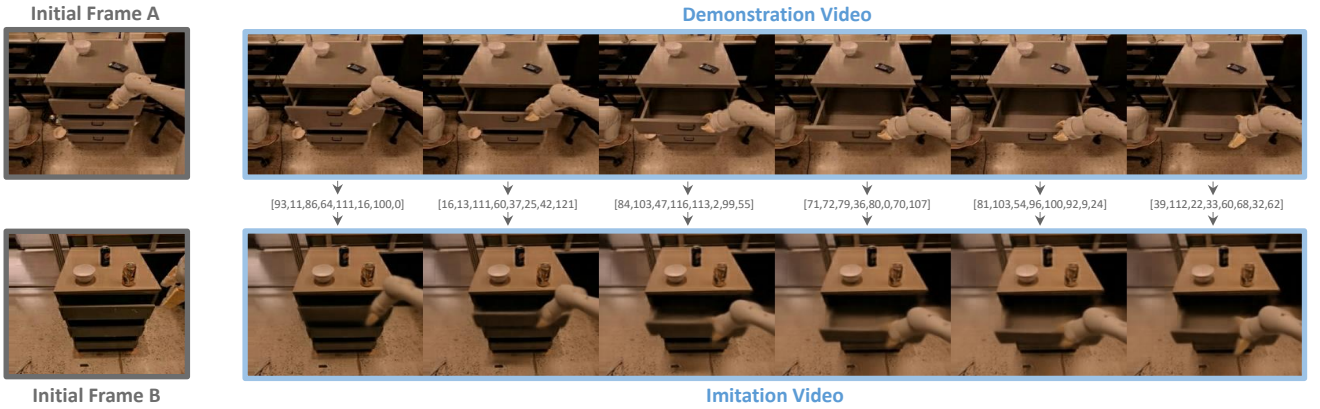 Initial Frame A
Demonstration Video
[93,11,86,64,111,16,100,0]
[16,13,111,60,37,25,42,121]
[84,103,47,116,113,2,99,55]
[71,72,79,36,80,0,70,107]
[81,103,54,96,100,92,9,24]
[39,112,22,33,60,68,32,62]
Initial Frame B
Imitation Video